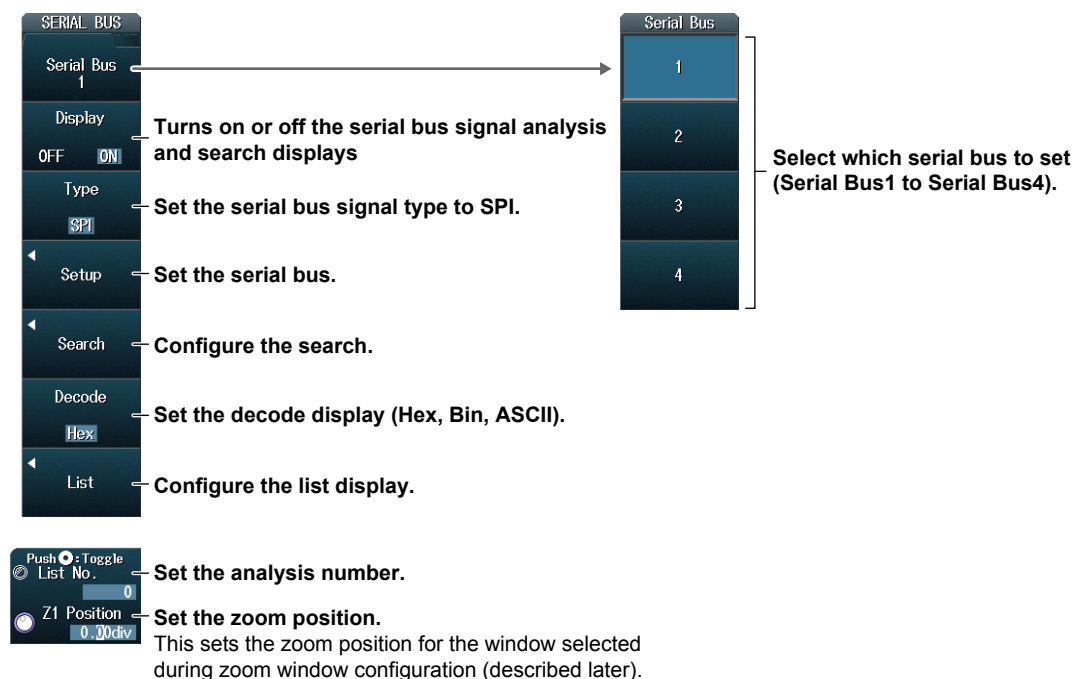 SERIAL BUS
Serial Bus
1
Display
OFF ON
Turns on or off the serial bus signal analysis
and search displays
Type
SPI
Set the serial bus signal type to SPI.
Setup
Set the serial bus.
Search
Configure the search.
Decode
Hex
Set the decode display (Hex, Bin, ASCII).
List
Configure the list display.
Serial Bus
1
2
3
4
Select which serial bus to set
(Serial Bus1 to Serial Bus4).
Push :Toggle
List No.
0
Set the analysis number.
Z1 Position
0.00div
Set the zoom position.
This sets the zoom position for the window selected
during zoom window configuration (described later).